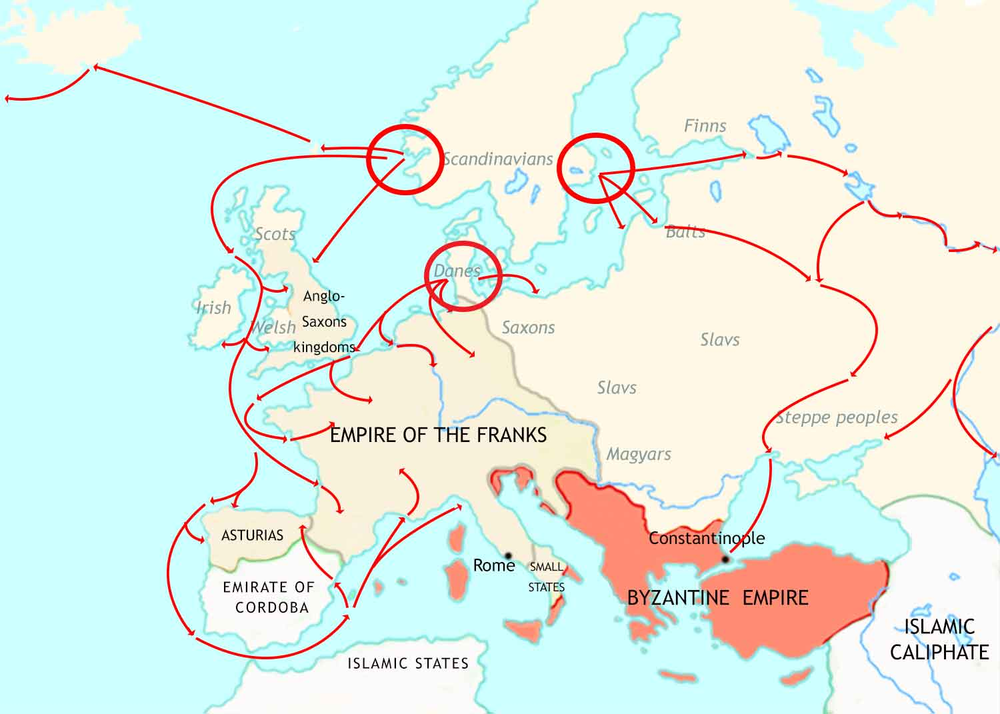 Finns
Scandinavians
Scots
Balts
Danes
Anglo-
Saxons
kingdoms
Irish
Welsh
Saxons
Slavs
Slavs
Steppe peoples
EMPIRE OF THE FRANKS
Magyars
ASTURIAS
Constantinople
Rome
SMALL
STATES
EMIRATE OF
CORDOBA
BYZANTINE EMPIRE
ISLAMIC
CALIPHATE
ISLAMIC STATES